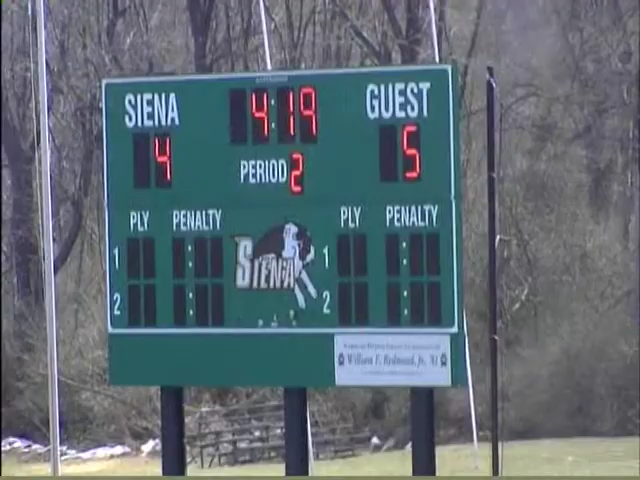 SIENA 4:19 GUEST
4 PERIOD 2 5
PLY PENALTY PLY PENALTY
1 : SIENA 1 :
2 : 2 :
William F. Redmond, Jr. '81